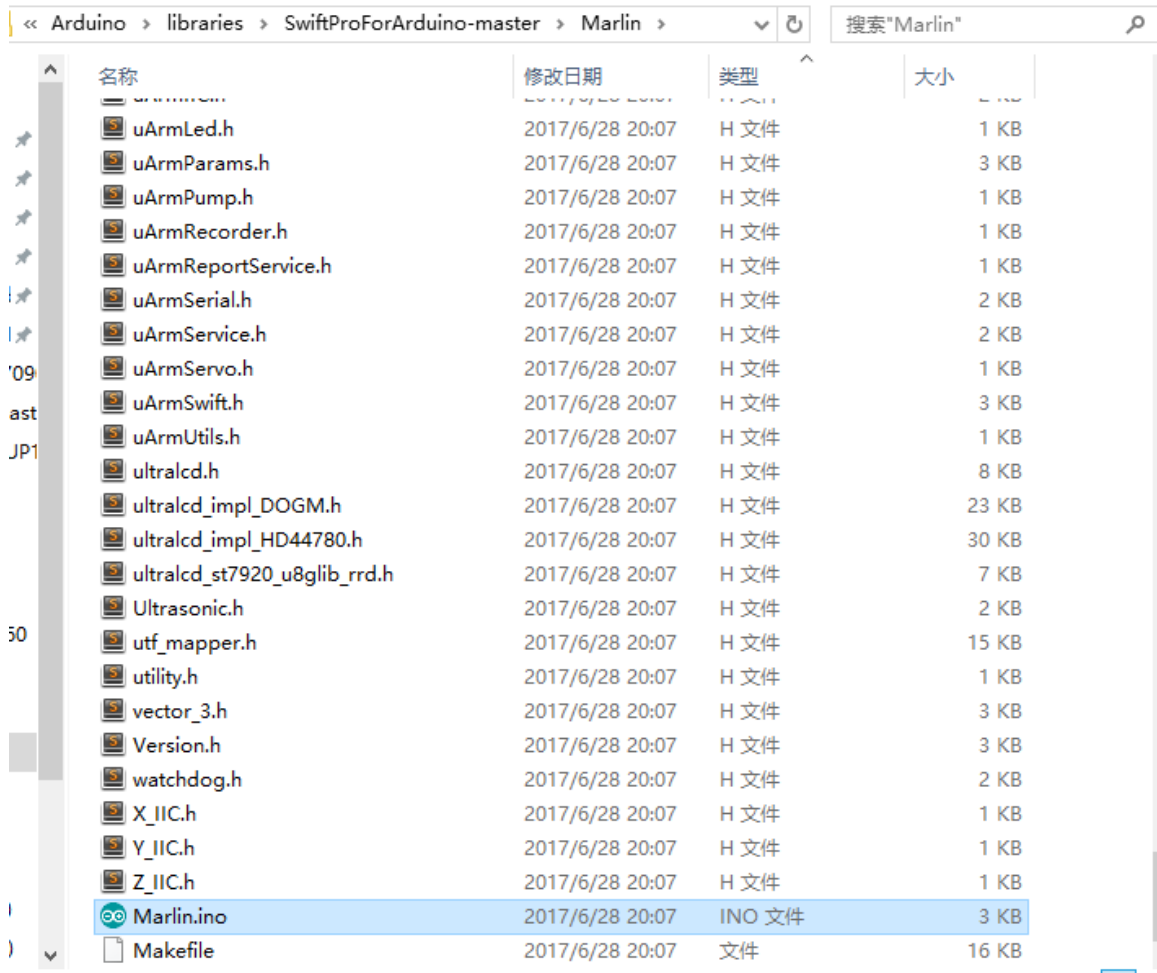 « Arduino › libraries › SwiftProForArduino-master › Marlin › 搜索"Marlin"
名称 修改日期 类型 大小
uArmLed.h 2017/6/28 20:07 H 文件 1 KB
uArmParams.h 2017/6/28 20:07 H 文件 3 KB
uArmPump.h 2017/6/28 20:07 H 文件 1 KB
uArmRecorder.h 2017/6/28 20:07 H 文件 1 KB
uArmReportService.h 2017/6/28 20:07 H 文件 1 KB
uArmSerial.h 2017/6/28 20:07 H 文件 2 KB
uArmService.h 2017/6/28 20:07 H 文件 2 KB
uArmServo.h 2017/6/28 20:07 H 文件 1 KB
uArmSwift.h 2017/6/28 20:07 H 文件 3 KB
uArmUtils.h 2017/6/28 20:07 H 文件 1 KB
ultralcd.h 2017/6/28 20:07 H 文件 8 KB
ultralcd_impl_DOGM.h 2017/6/28 20:07 H 文件 23 KB
ultralcd_impl_HD44780.h 2017/6/28 20:07 H 文件 30 KB
ultralcd_st7920_u8glib_rrd.h 2017/6/28 20:07 H 文件 7 KB
Ultrasonic.h 2017/6/28 20:07 H 文件 2 KB
utf_mapper.h 2017/6/28 20:07 H 文件 15 KB
utility.h 2017/6/28 20:07 H 文件 1 KB
vector_3.h 2017/6/28 20:07 H 文件 3 KB
Version.h 2017/6/28 20:07 H 文件 3 KB
watchdog.h 2017/6/28 20:07 H 文件 2 KB
X_IIC.h 2017/6/28 20:07 H 文件 1 KB
Y_IIC.h 2017/6/28 20:07 H 文件 1 KB
Z_IIC.h 2017/6/28 20:07 H 文件 1 KB
Marlin.ino 2017/6/28 20:07 INO 文件 3 KB
Makefile 2017/6/28 20:07 文件 16 KB